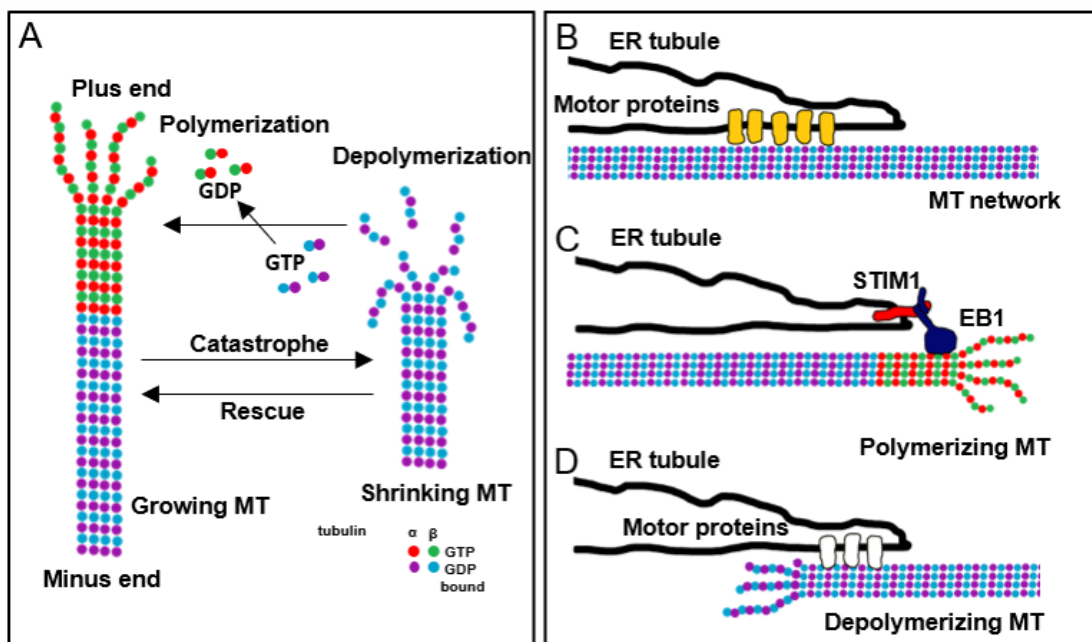 A
Plus end
Polymerization
GDP
Depolymerization
GTP
Catastrophe
Rescue
Growing MT
Shrinking MT
tubulin α β
GTP
GDP
bound
Minus end
B
ER tubule
Motor proteins
MT network
C
ER tubule
STIM1
EB1
Polymerizing MT
D
ER tubule
Motor proteins
Depolymerizing MT